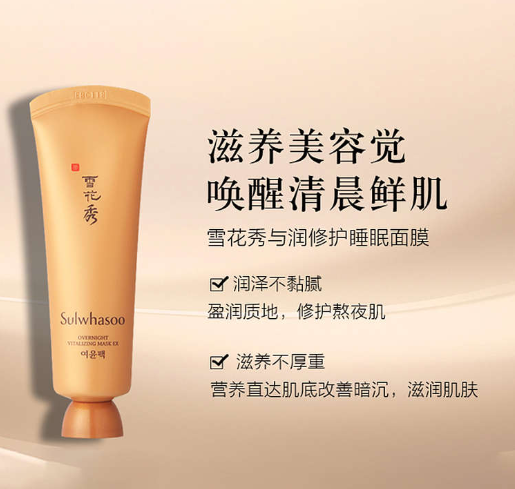 雪花秀
Sulwhasoo
OVERNIGHT
VITALIZING MASK EX
여윤팩
滋养美容觉
唤醒清晨鲜肌
雪花秀与润修护睡眠面膜
润泽不黏腻
盈润质地，修护熬夜肌
滋养不厚重
营养直达肌底改善暗沉，滋润肌肤